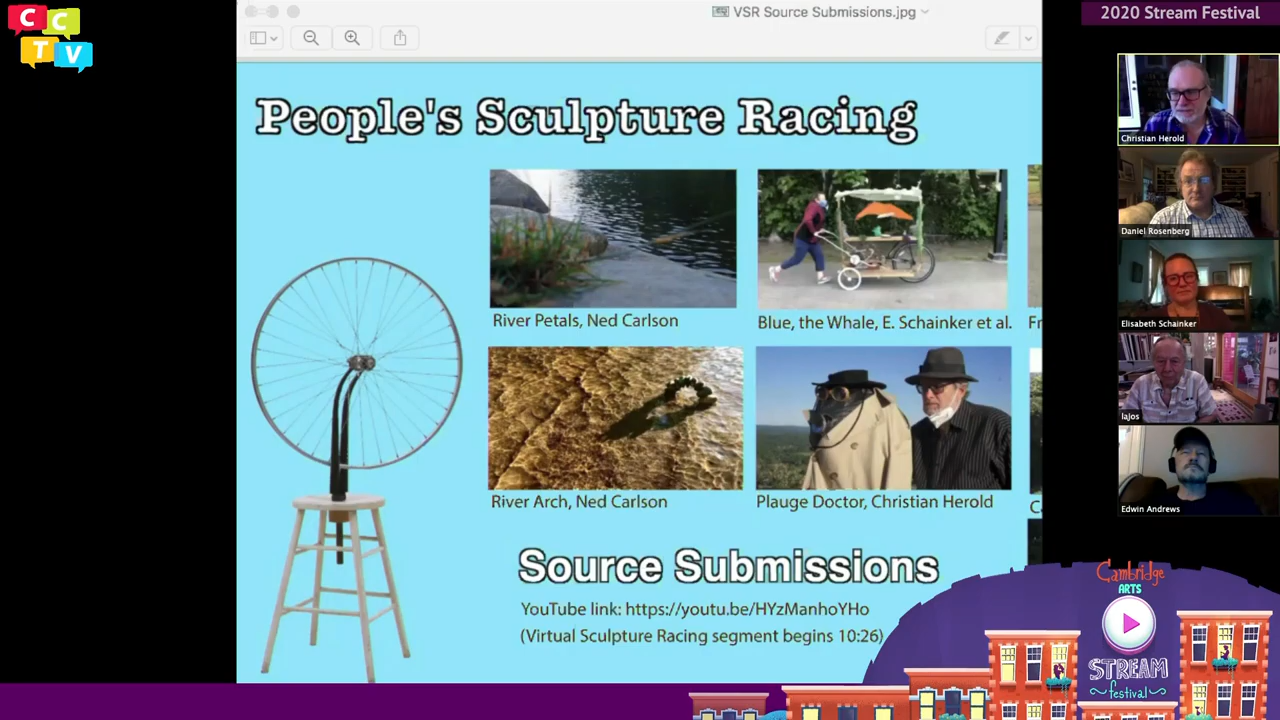 CCTV
VSR Source Submissions.jpg
2020 Stream Festival
People's Sculpture Racing
Christian Herold
River Petals, Ned Carlson
Blue, the Whale, E. Schainker et al.
Fr
Daniel Rosenberg
Elisabeth Schainker
River Arch, Ned Carlson
Plauge Doctor, Christian Herold
C
lajos
Edwin Andrews
Source Submissions
YouTube link: https://youtu.be/HYzManhoYHo
(Virtual Sculpture Racing segment begins 10:26)
Cambridge
ARTS
STREAM
festival